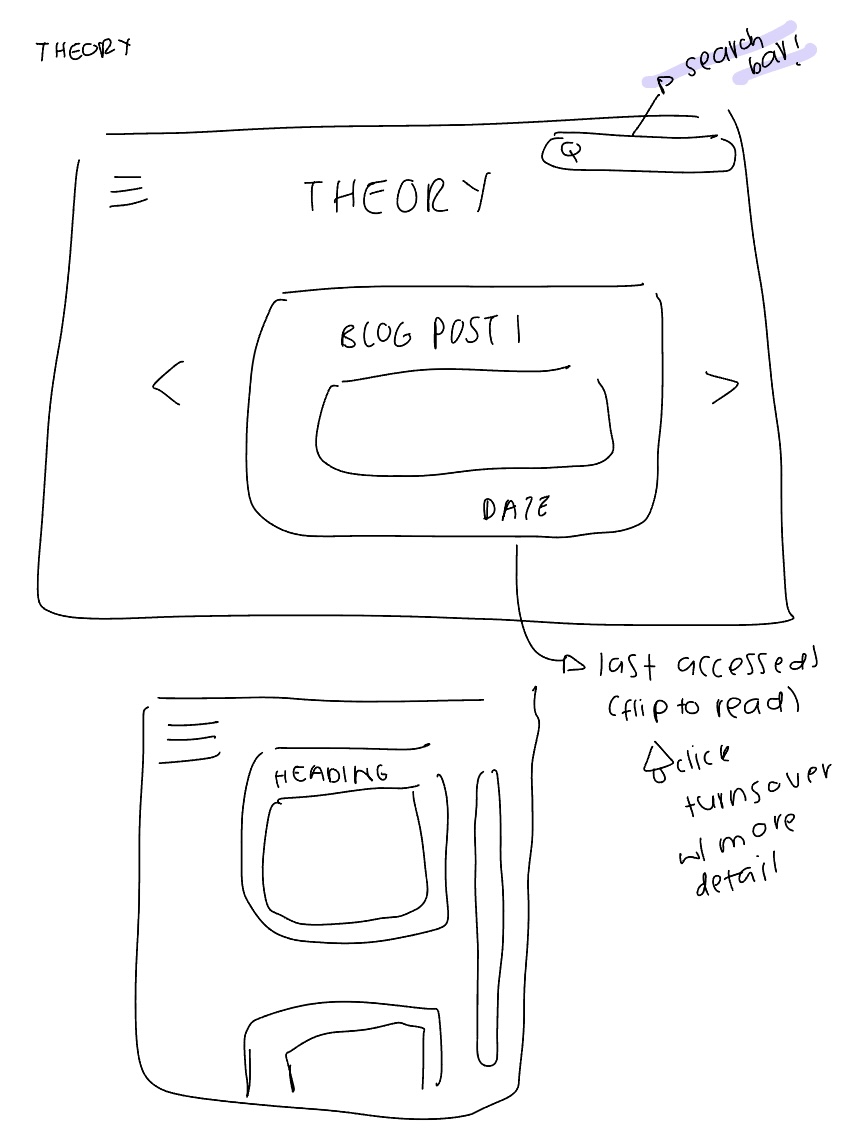 THEORY
search
bar!
THEORY
BLOG POST 1
DATE
last accessed
(flip to read)
click
turns over
w/ more
detail
HEADING